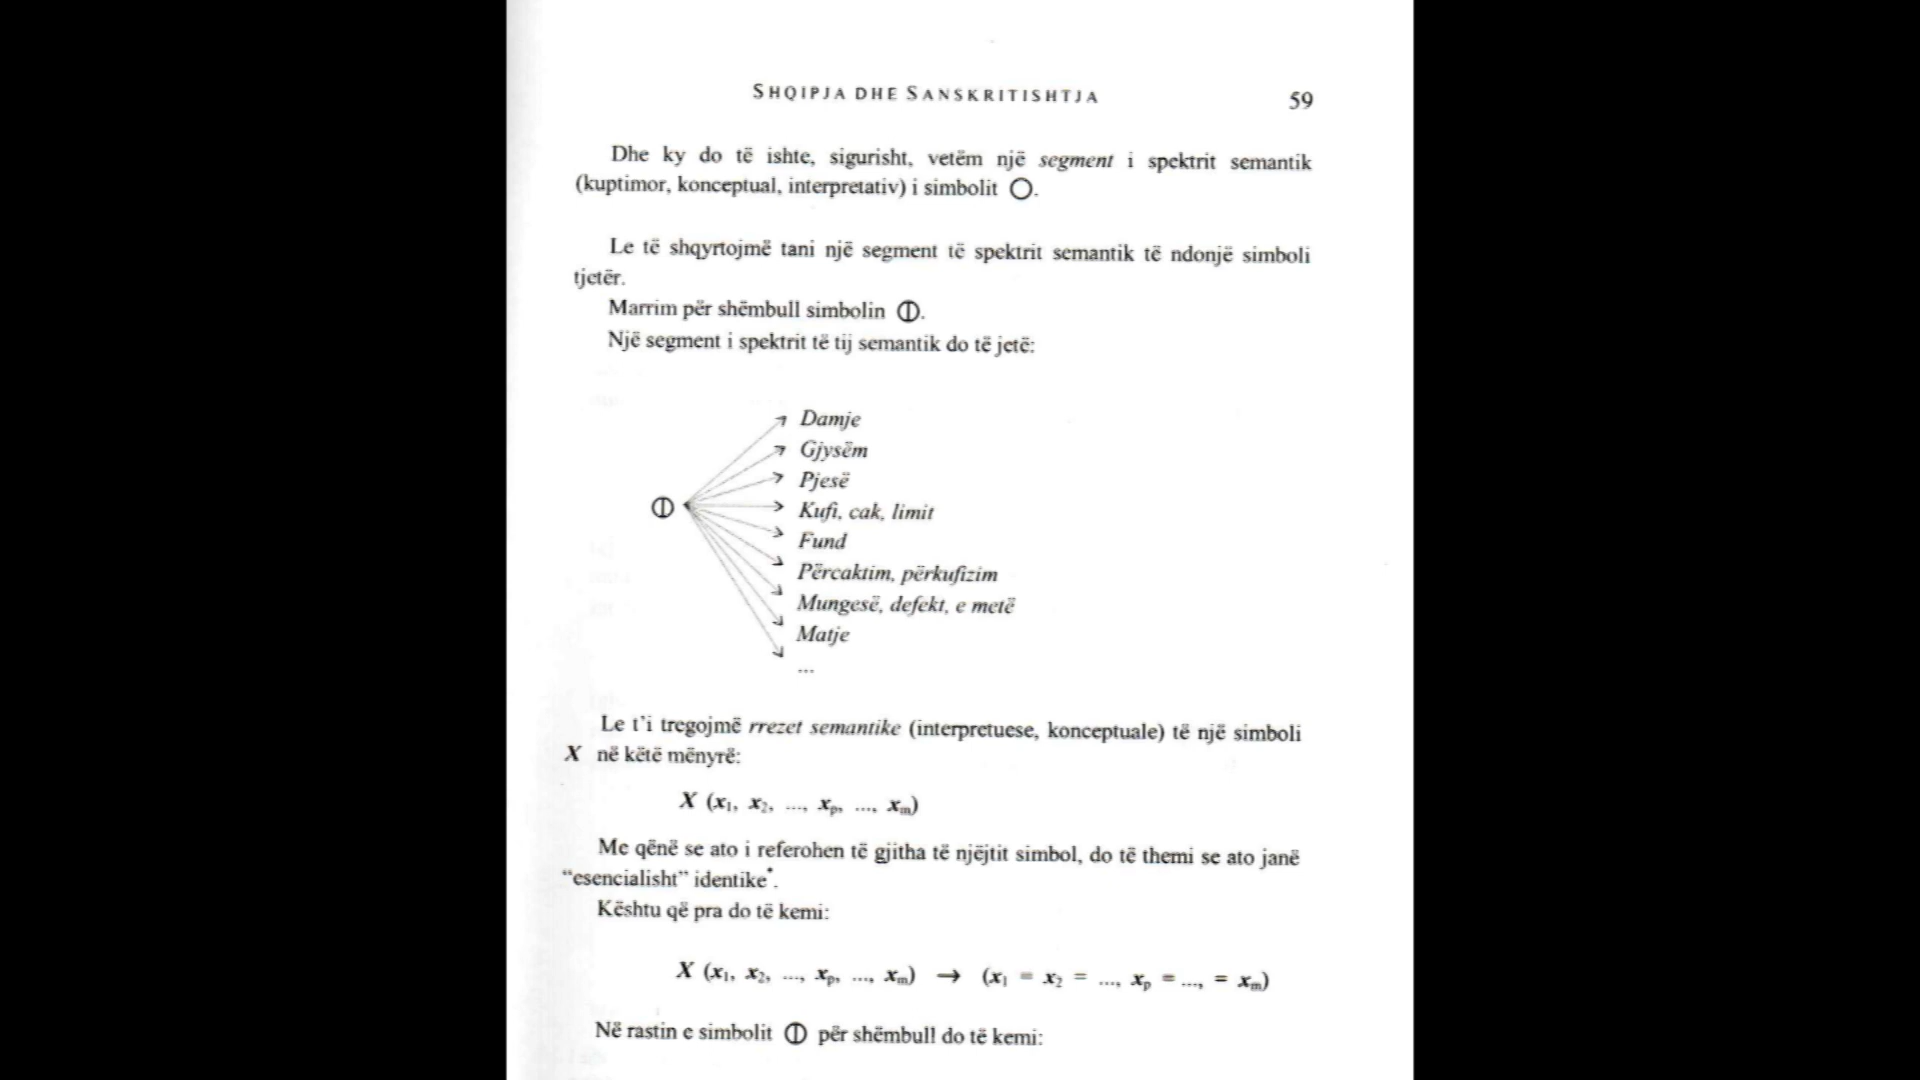 SHQIPJA DHE SANSKRITISHTJA 59
Dhe ky do të ishte, sigurisht, vetëm një segment i spektrit semantik
(kuptimor, konceptual, interpretativ) i simbolit ◯.
Le të shqyrtojmë tani një segment të spektrit semantik të ndonjë simboli
tjetër.
Marrim për shëmbull simbolin ⏀.
Një segment i spektrit të tij semantik do të jetë:
Damje
Gjysëm
Pjesë
⏀ Kufi, cak, limit
Fund
Përcaktim, përkufizim
Mungesë, defekt, e metë
Matje
...
Le t’i tregojmë rrezet semantike (interpretuese, konceptuale) të një simboli
X në këtë mënyrë:
X (x₁, x₂, ..., xₚ, ..., xₘ)
Me qënë se ato i referohen të gjitha të njëjtit simbol, do të themi se ato janë
“esencialisht” identike*.
Kështu që pra do të kemi:
X (x₁, x₂, ..., xₚ, ..., xₘ) → (x₁ = x₂ = ..., xₚ = ..., = xₘ)
Në rastin e simbolit ⏀ për shëmbull do të kemi: